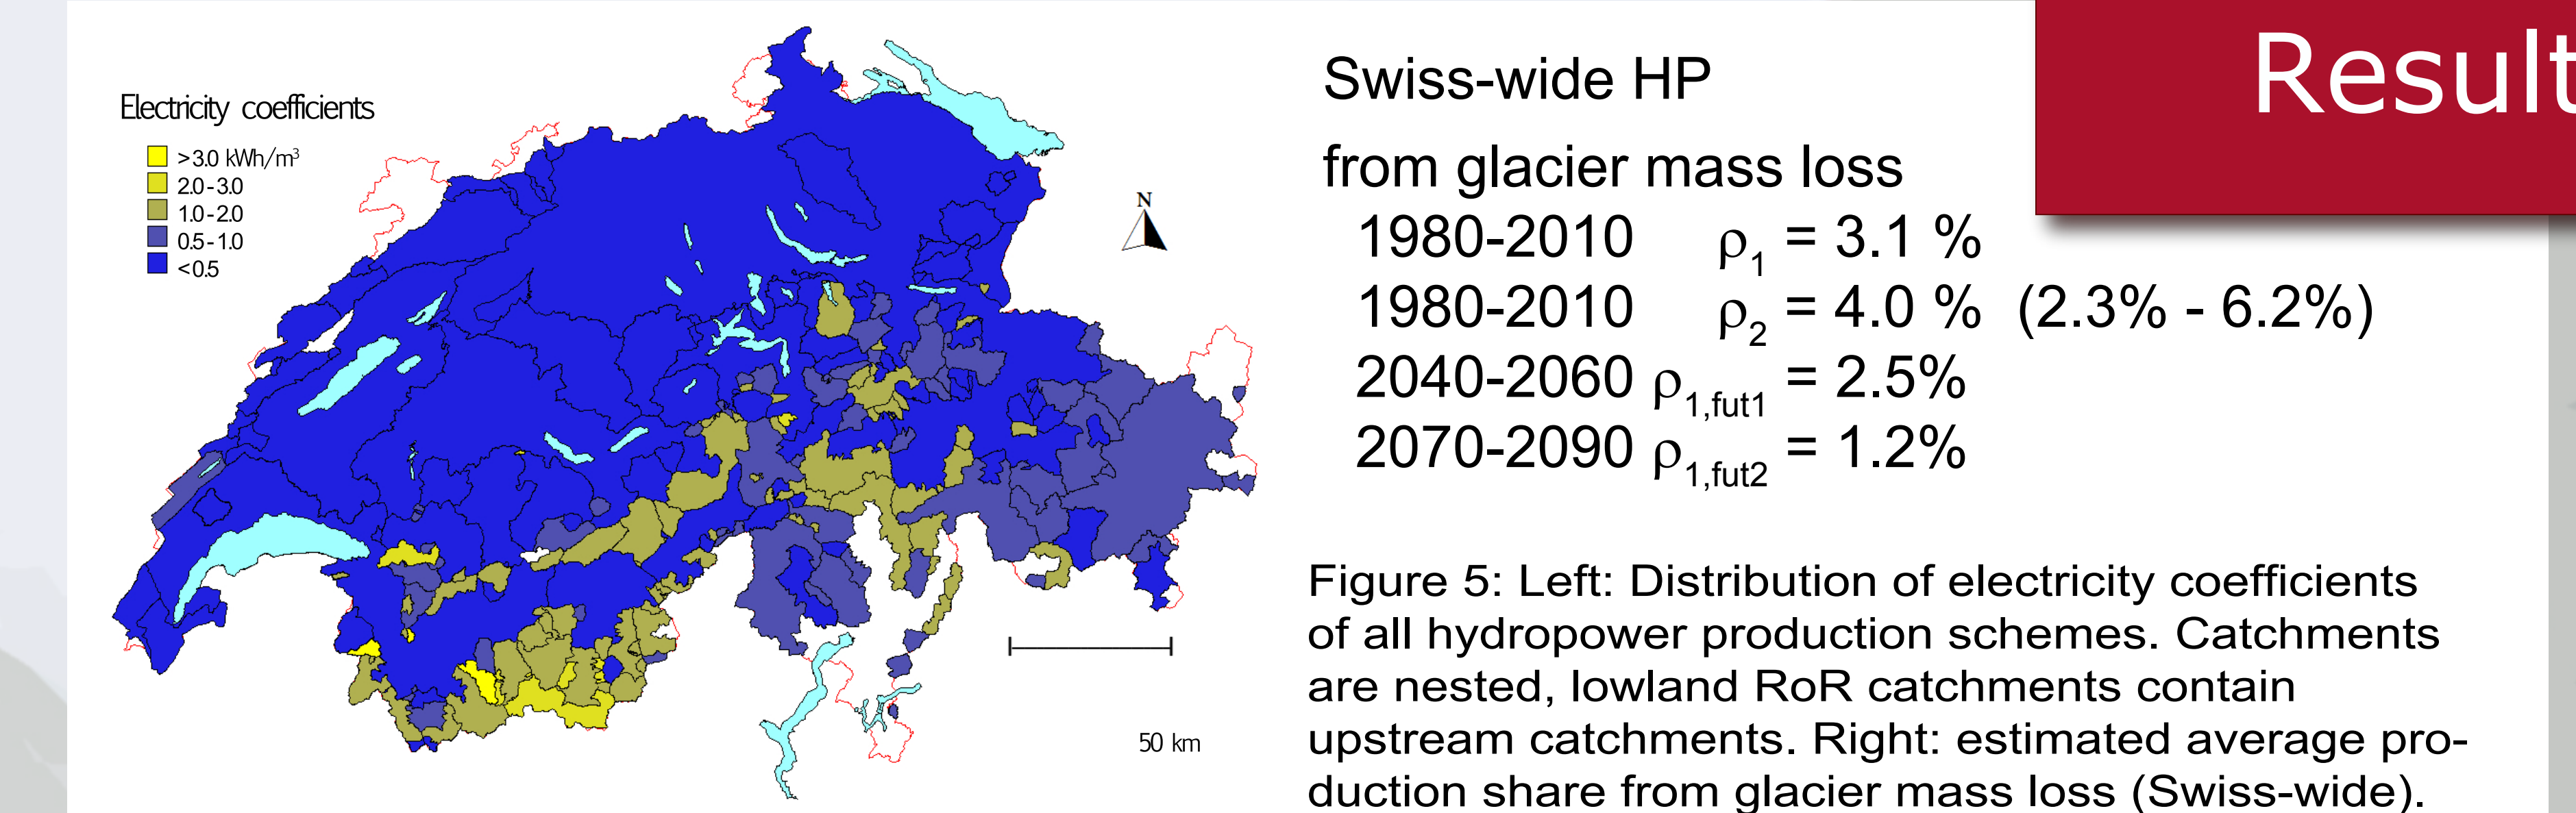 Result
Electricity coefficients
>3.0 kWh/m³
2.0-3.0
1.0-2.0
0.5-1.0
<0.5
N
50 km
Swiss-wide HP
from glacier mass loss
1980-2010 ρ₁ = 3.1 %
1980-2010 ρ₂ = 4.0 % (2.3% - 6.2%)
2040-2060 ρ₁,fut1 = 2.5%
2070-2090 ρ₁,fut2 = 1.2%
Figure 5: Left: Distribution of electricity coefficients
of all hydropower production schemes. Catchments
are nested, lowland RoR catchments contain
upstream catchments. Right: estimated average pro-
duction share from glacier mass loss (Swiss-wide).